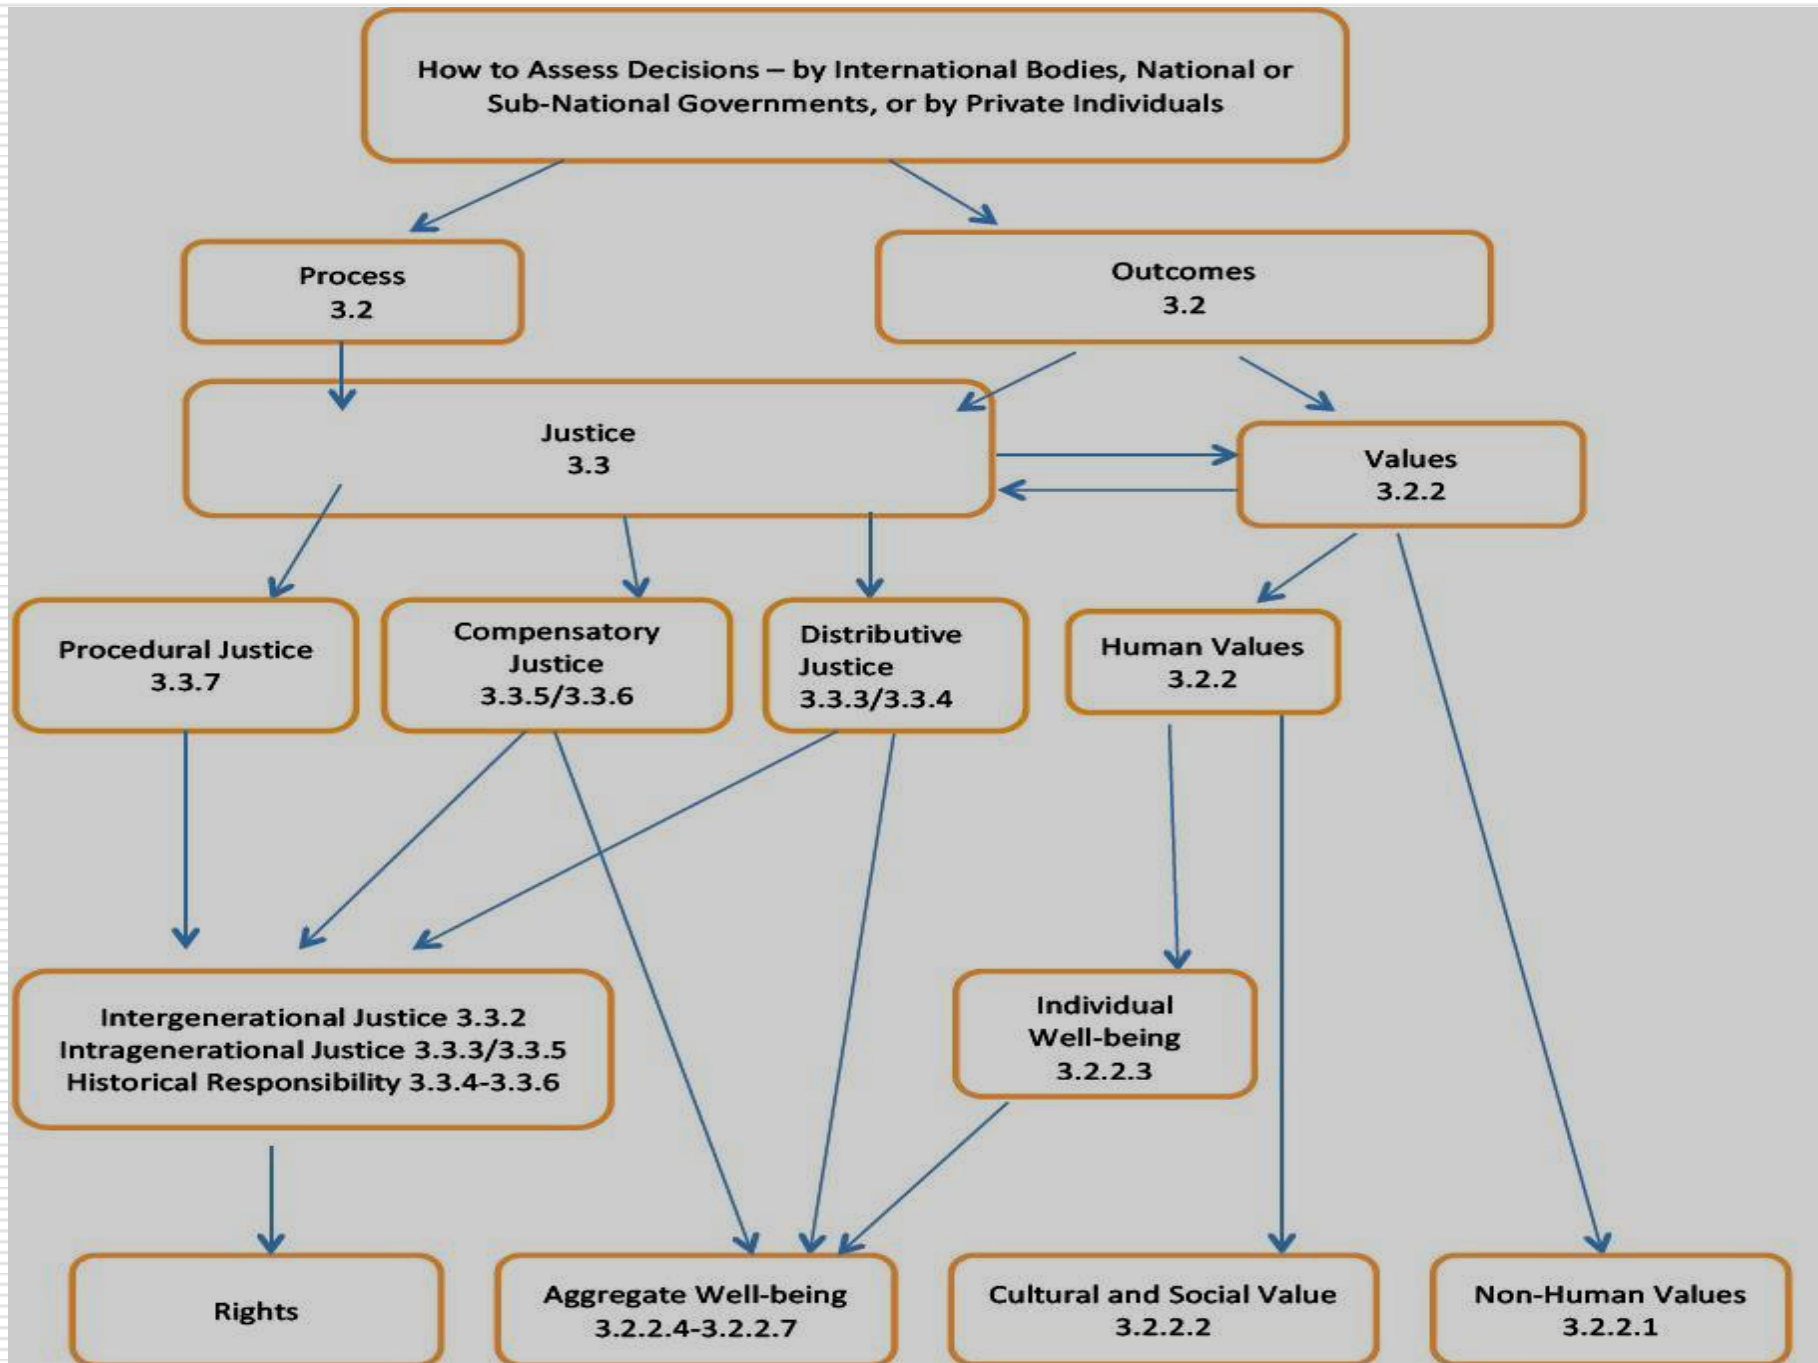 How to Assess Decisions – by International Bodies, National or
Sub-National Governments, or by Private Individuals
Process
3.2
Outcomes
3.2
Justice
3.3
Values
3.2.2
Procedural Justice
3.3.7
Compensatory
Justice
3.3.5/3.3.6
Distributive
Justice
3.3.3/3.3.4
Human Values
3.2.2
Intergenerational Justice 3.3.2
Intragenerational Justice 3.3.3/3.3.5
Historical Responsibility 3.3.4-3.3.6
Individual
Well-being
3.2.2.3
Rights
Aggregate Well-being
3.2.2.4-3.2.2.7
Cultural and Social Value
3.2.2.2
Non-Human Values
3.2.2.1